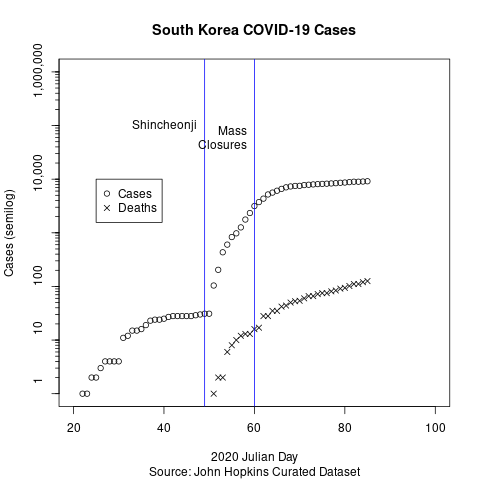 South Korea COVID-19 Cases
1,000,000
10,000
100
10
1
Cases (semilog)
Shincheonji
Mass
Closures
Cases
Deaths
20 40 60 80 100
2020 Julian Day
Source: John Hopkins Curated Dataset